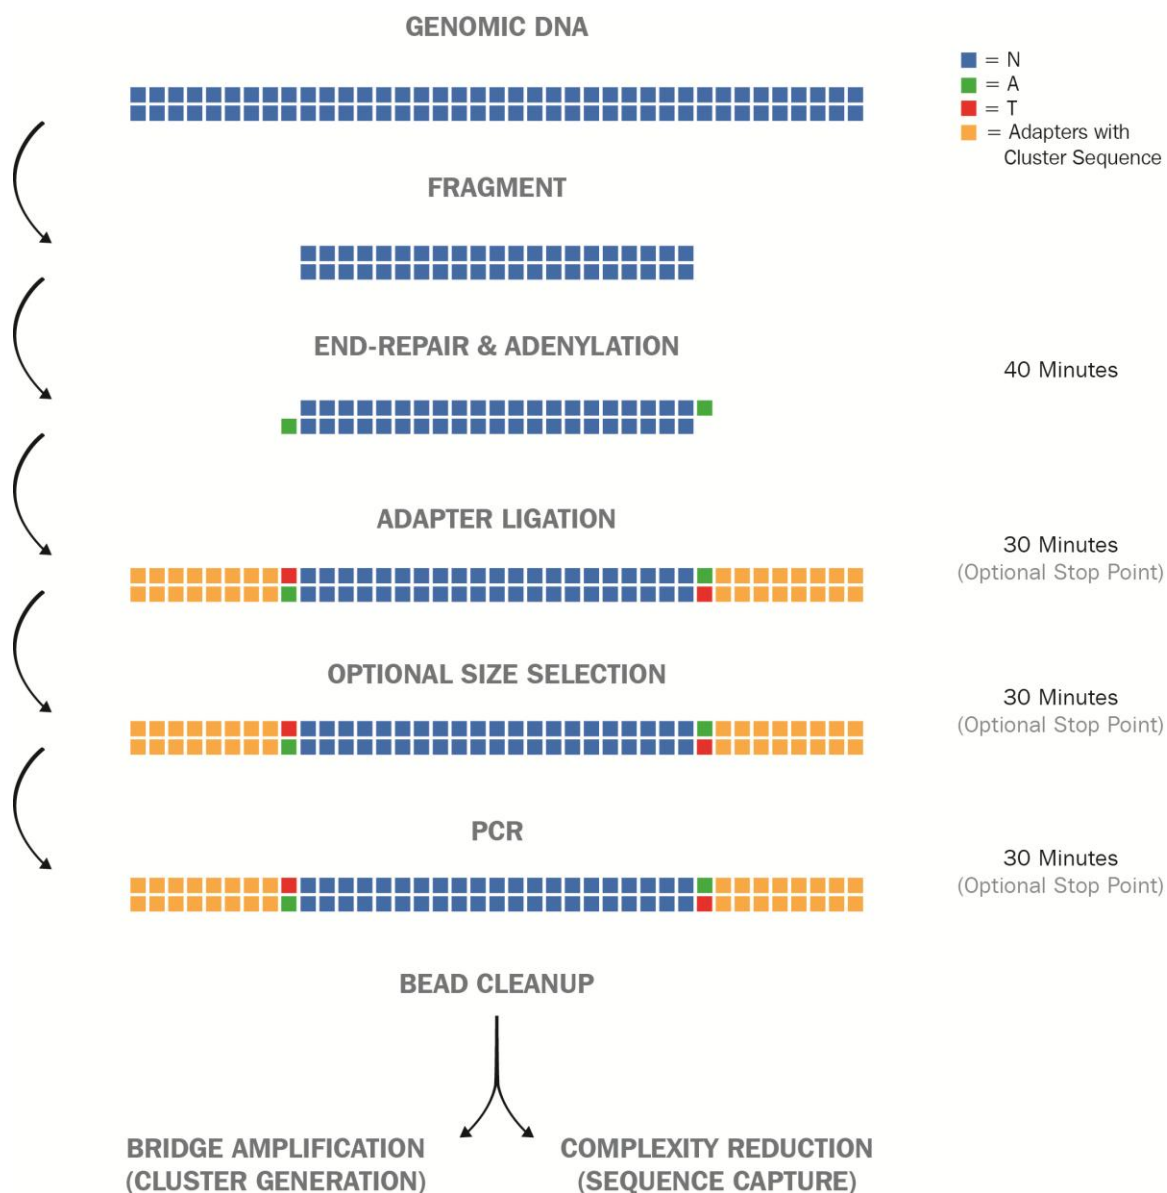 GENOMIC DNA
= N
= A
= T
= Adapters with
Cluster Sequence
FRAGMENT
END-REPAIR & ADENYLATION
40 Minutes
ADAPTER LIGATION
30 Minutes
(Optional Stop Point)
OPTIONAL SIZE SELECTION
30 Minutes
(Optional Stop Point)
PCR
30 Minutes
(Optional Stop Point)
BEAD CLEANUP
BRIDGE AMPLIFICATION
(CLUSTER GENERATION)
COMPLEXITY REDUCTION
(SEQUENCE CAPTURE)